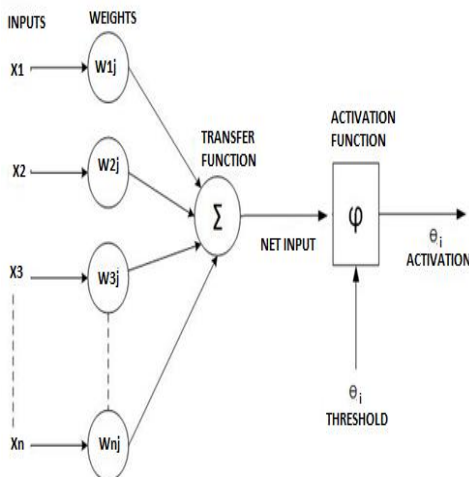 INPUTS
WEIGHTS
X1
W1j
X2
W2j
X3
W3j
Xn
Wnj
TRANSFER
FUNCTION
Σ
NET INPUT
ACTIVATION
FUNCTION
φ
θi
ACTIVATION
θi
THRESHOLD